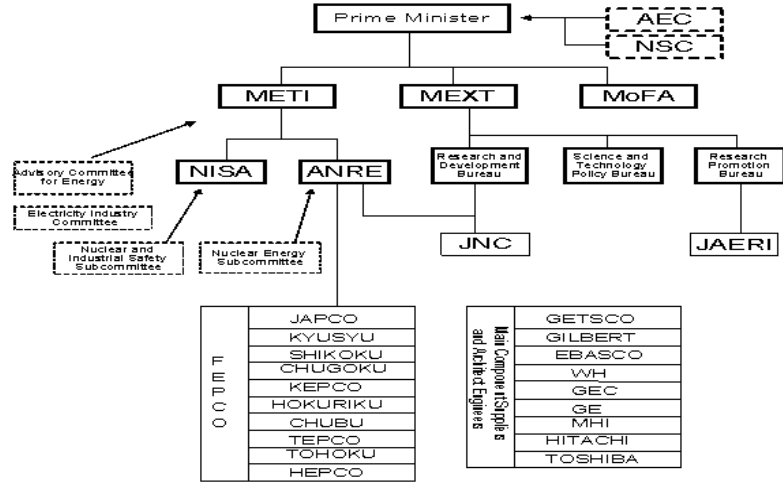 Prime Minister
AEC
NSC
METI
MEXT
MoFA
Advisory Committee
for Energy
NISA
ANRE
Research and
Development
Bureau
Science and
Technology
Policy Bureau
Research
Promotion
Bureau
Electricity Industry
Committee
Nuclear and
Industrial Safety
Subcommittee
Nuclear Energy
Subcommittee
JNC
JAERI
FEPCO
JAPCO
KYUSYU
SHIKOKU
CHUGOKU
KEPCO
HOKURIKU
CHUBU
TEPCO
TOHOKU
HEPCO
Main Component Suppliers
and Architect Engineers
GETSCO
GILBERT
EBASCO
WH
GEC
GE
MHI
HITACHI
TOSHIBA